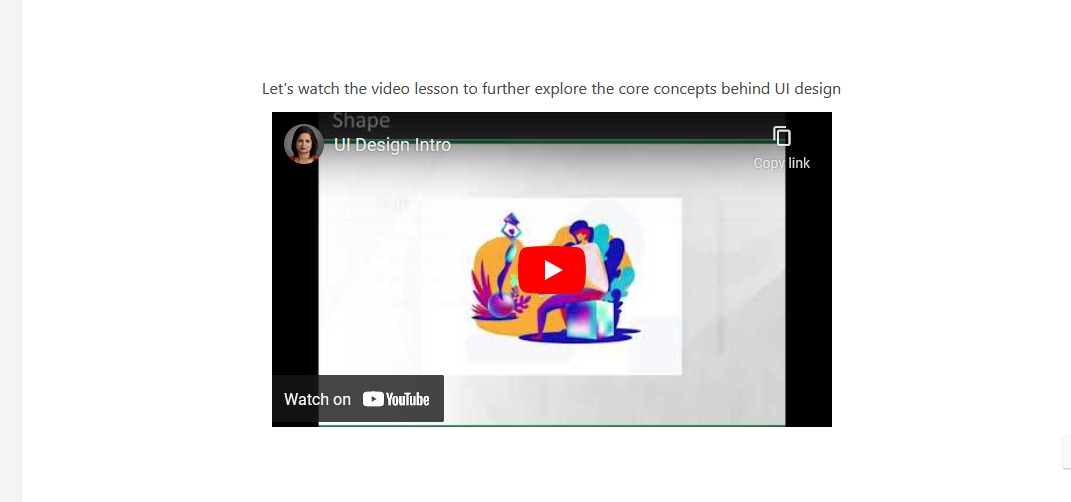 Let's watch the video lesson to further explore the core concepts behind UI design
Shape
UI Design Intro
Copy link
Watch on YouTube